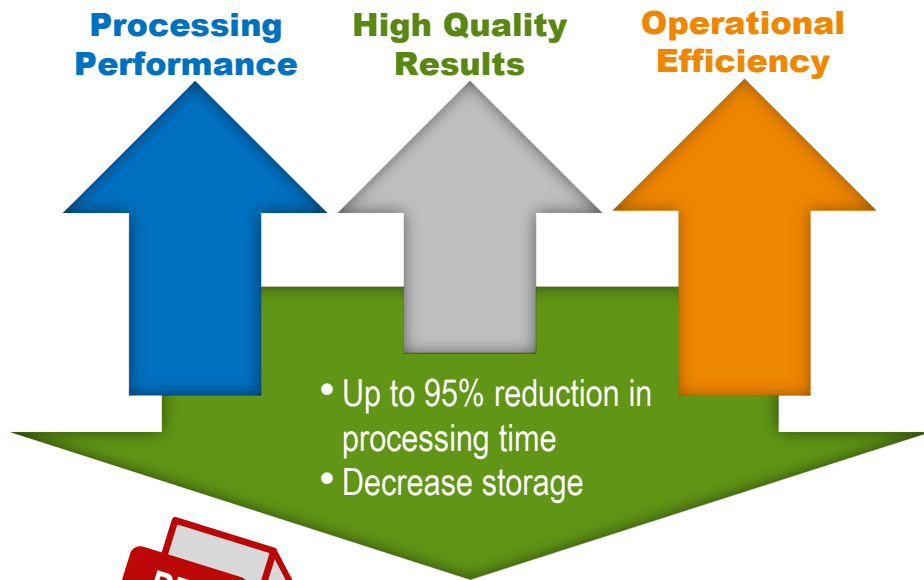 Processing
Performance
High Quality
Results
Operational
Efficiency
• Up to 95% reduction in
processing time
• Decrease storage